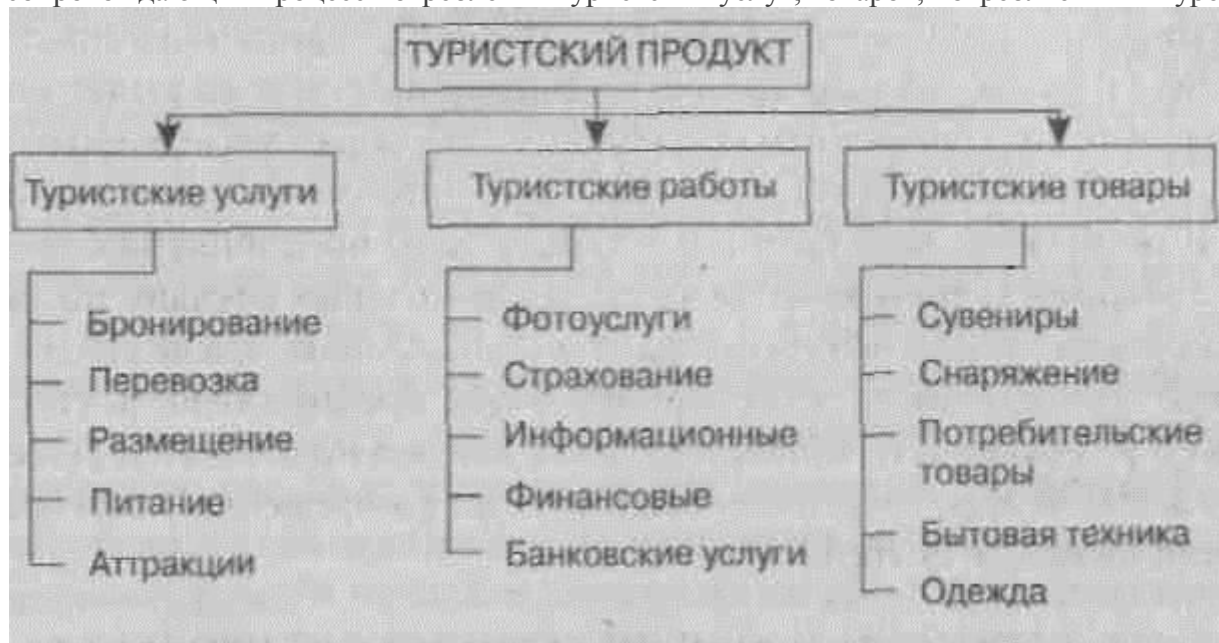 ТУРИСТСКИЙ ПРОДУКТ
Туристские услуги
Бронирование
Перевозка
Размещение
Питание
Аттракции
Туристские работы
Фотоуслуги
Страхование
Информационные
Финансовые
Банковские услуги
Туристские товары
Сувениры
Снаряжение
Потребительские
товары
Бытовая техника
Одежда